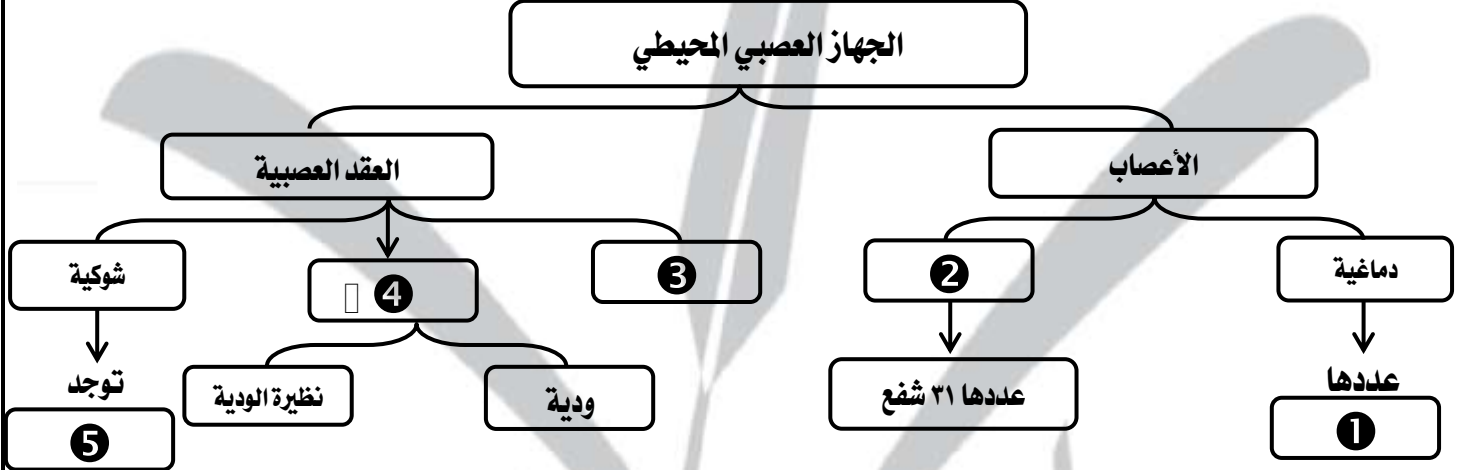 الجهاز العصبي المحيطي
الأعصاب
العقد العصبية
دماغية
❷
❸
❹
شوكية
عددها
❶
عددها ٣١ شفع
ودية
نظيرة الودية
توجد
❺